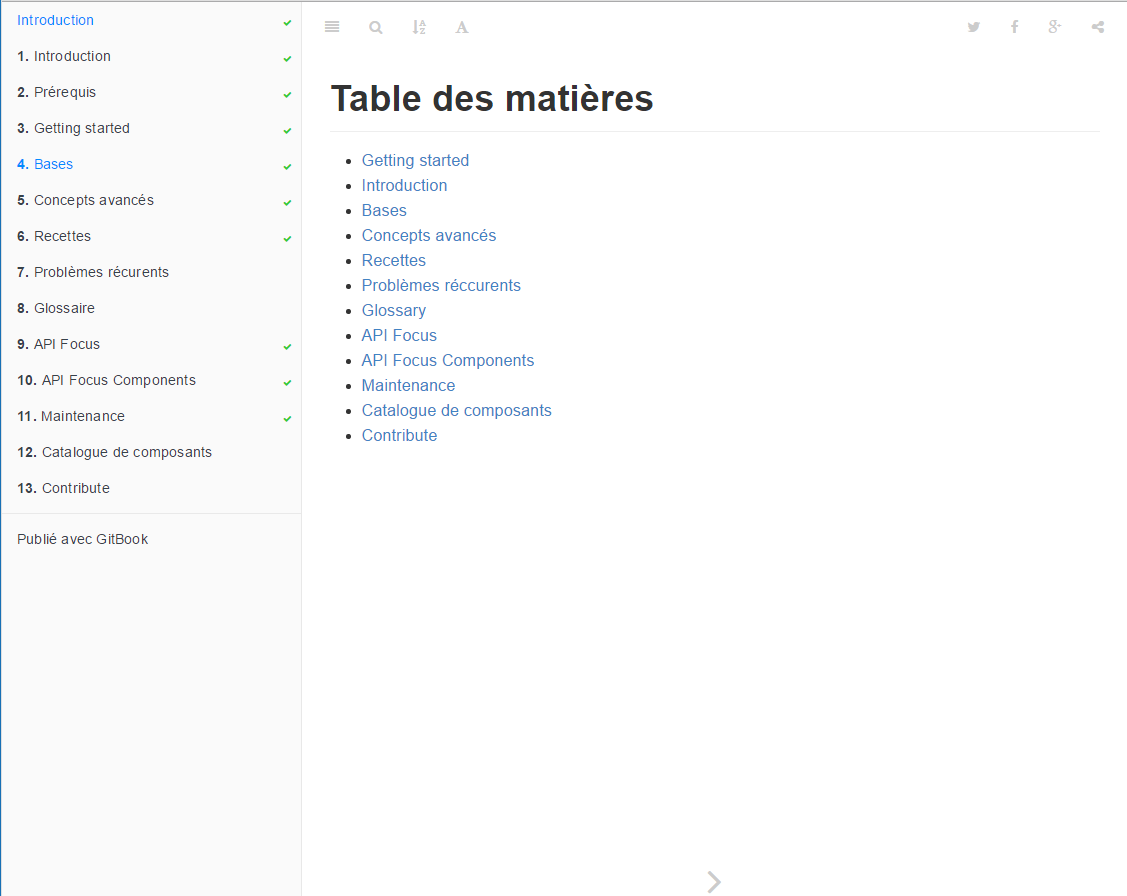 Introduction
1. Introduction
2. Prérequis
3. Getting started
4. Bases
5. Concepts avancés
6. Recettes
7. Problèmes récurents
8. Glossaire
9. API Focus
10. API Focus Components
11. Maintenance
12. Catalogue de composants
13. Contribute
Publié avec GitBook
Table des matières
Getting started
Introduction
Bases
Concepts avancés
Recettes
Problèmes réccurents
Glossary
API Focus
API Focus Components
Maintenance
Catalogue de composants
Contribute